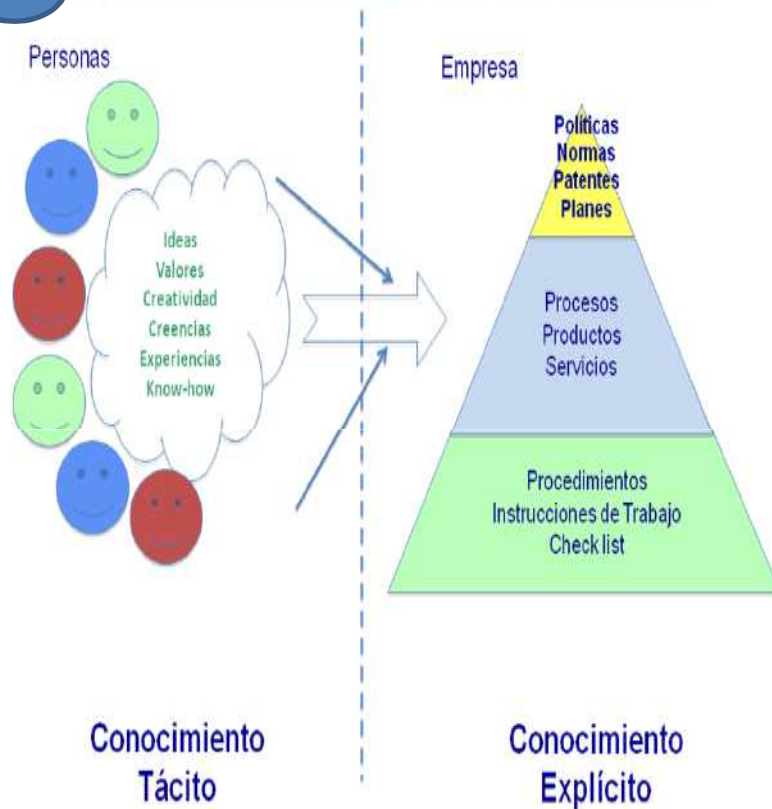 Personas
Ideas
Valores
Creatividad
Creencias
Experiencias
Know-how
Conocimiento
Tácito
Empresa
Políticas
Normas
Patentes
Planes
Procesos
Productos
Servicios
Procedimientos
Instrucciones de Trabajo
Check list
Conocimiento
Explícito